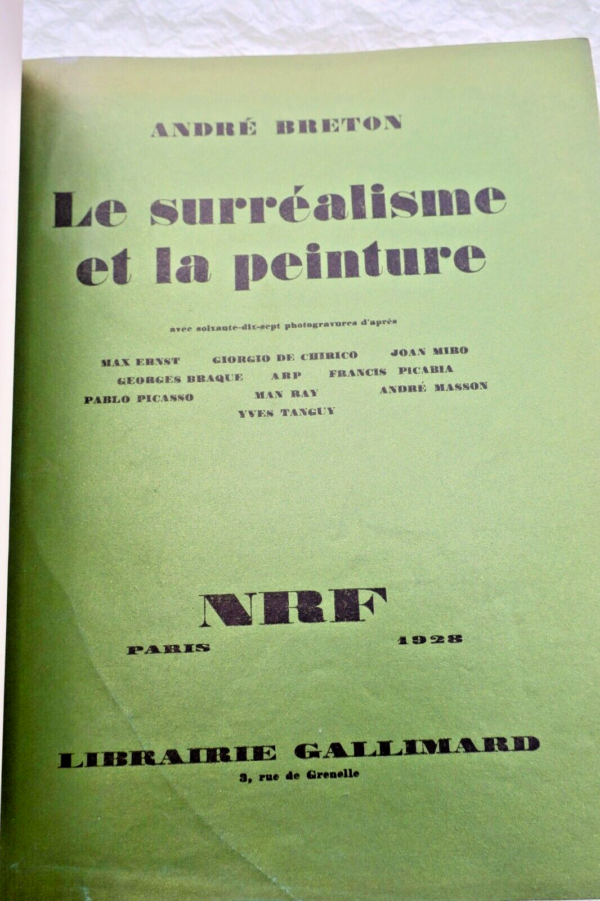 ANDRÉ BRETON
Le surréalisme
et la peinture
avec soixante-dix-sept photogravures d'après
MAX ERNST GIORGIO DE CHIRICO JOAN MIRO
GEORGES BRAQUE ARP FRANCIS PICABIA
PABLO PICASSO MAN RAY ANDRÉ MASSON
YVES TANGUY
NRF
PARIS 1928
LIBRAIRIE GALLIMARD
3, rue de Grenelle